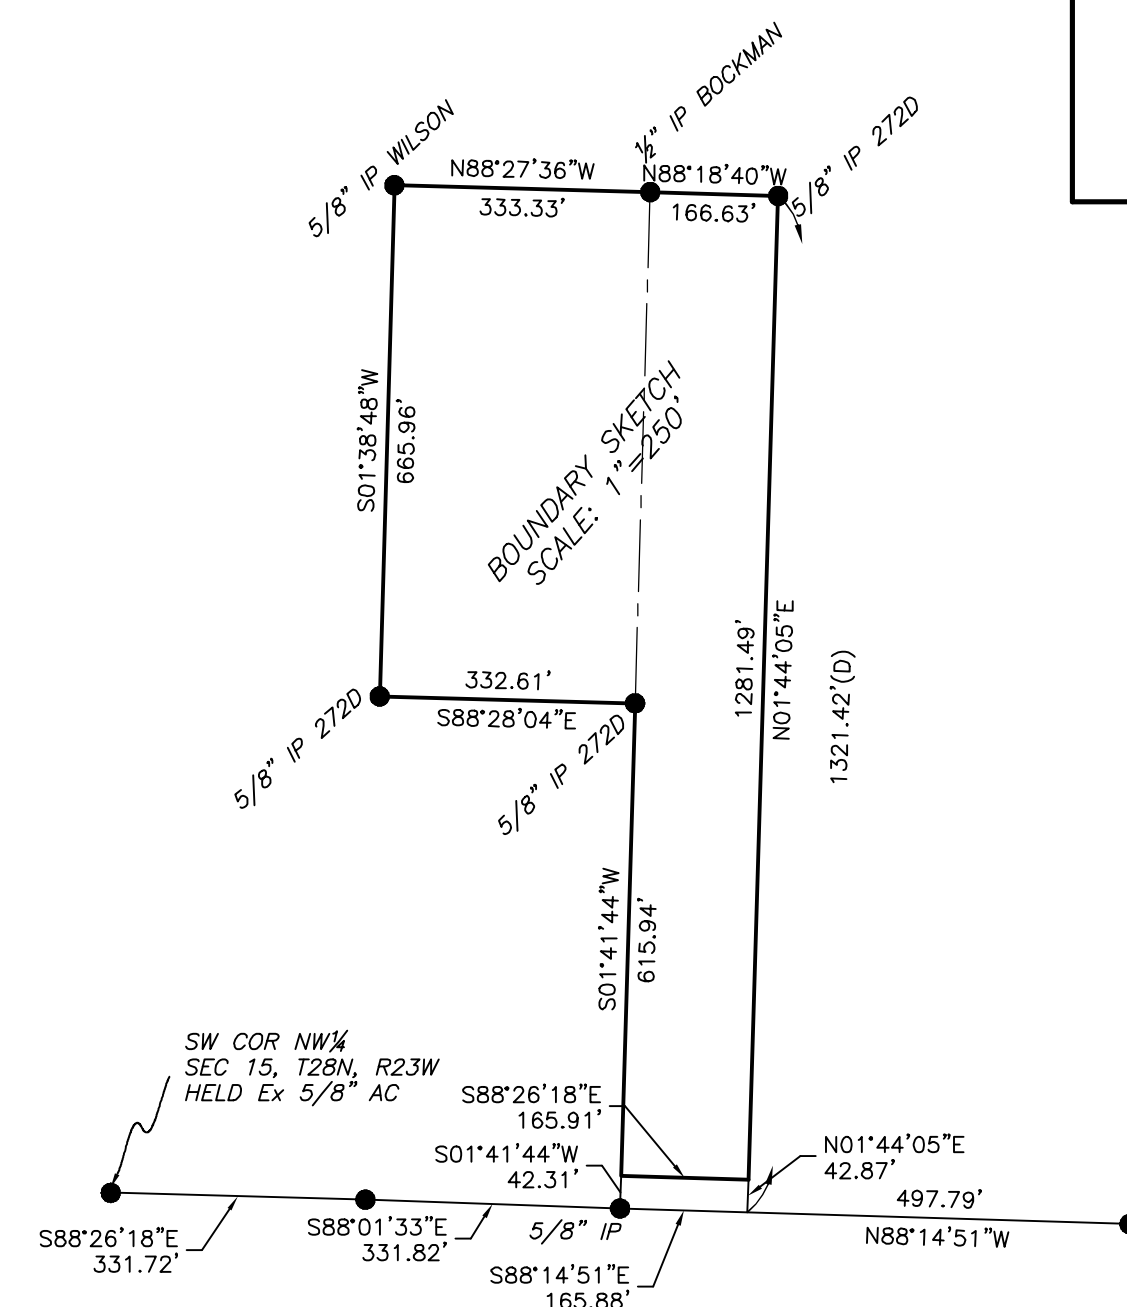 5/8" IP WILSON
½" IP BOCKMAN
5/8" IP 272D
N88°27'36"W
333.33'
N88°18'40"W
166.63'
S01°38'48"W
665.96'
BOUNDARY SKETCH
SCALE: 1"=250'
1281.49'
N01°44'05"E
1321.42'(D)
332.61'
S88°28'04"E
5/8" IP 272D
5/8" IP 272D
S01°41'44"W
615.94'
SW COR NW¼
SEC 15, T28N, R23W
HELD Ex 5/8" AC
S88°26'18"E
165.91'
S01°41'44"W
42.31'
N01°44'05"E
42.87'
497.79'
N88°14'51"W
S88°26'18"E
331.72'
S88°01'33"E
331.82'
5/8" IP
S88°14'51"E
165.88'